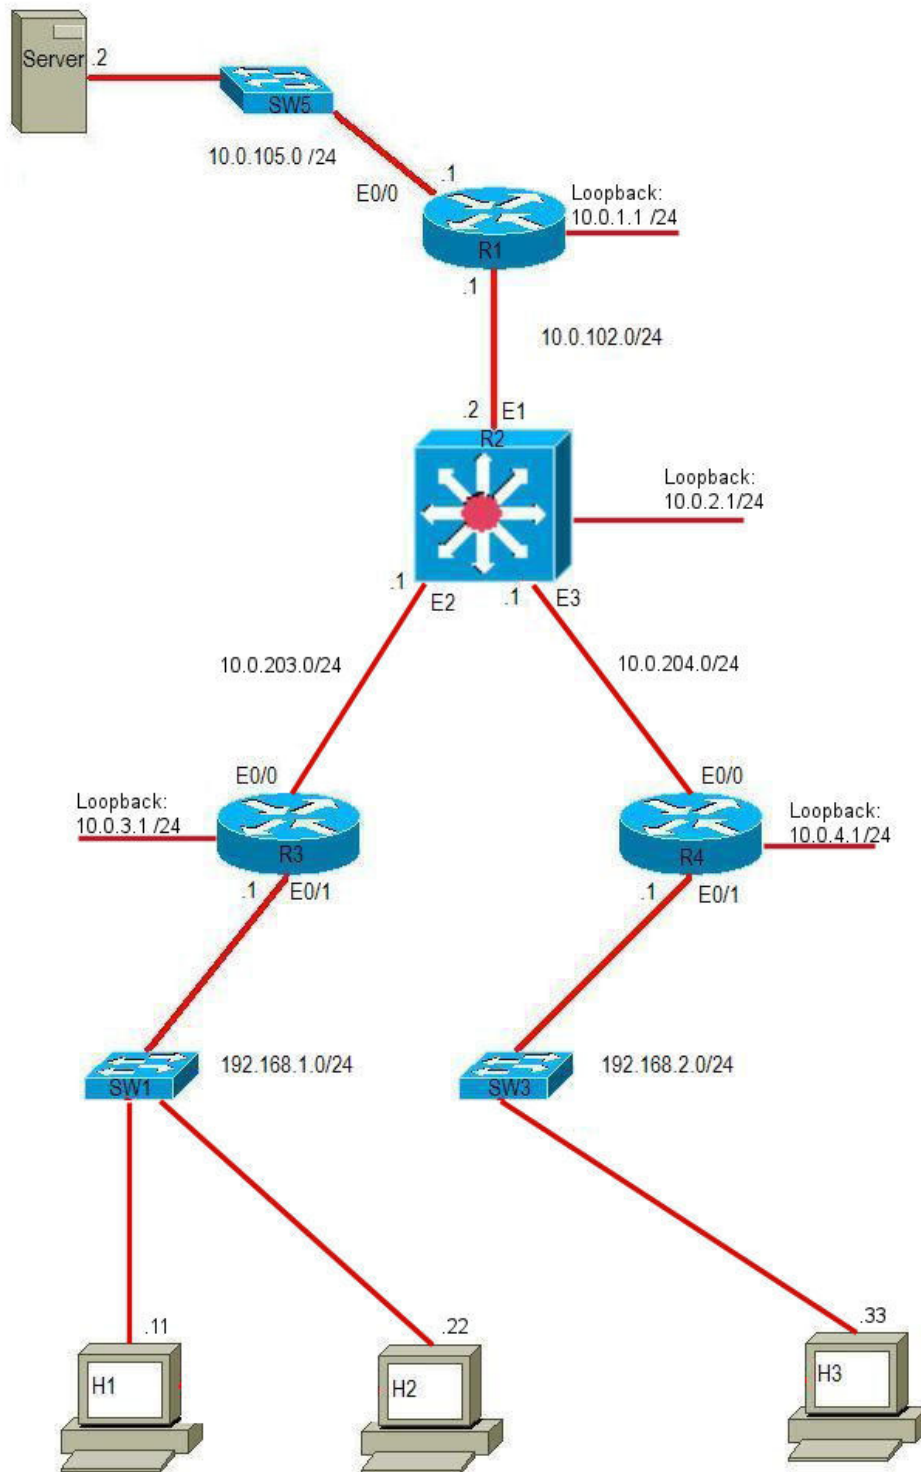 Server
.2
SW5
10.0.105.0 /24
.1
E0/0
Loopback:
10.0.1.1 /24
R1
.1
10.0.102.0/24
.2
E1
R2
Loopback:
10.0.2.1/24
.1
E2
.1
E3
10.0.203.0/24
10.0.204.0/24
E0/0
E0/0
Loopback:
10.0.3.1 /24
Loopback:
10.0.4.1/24
R3
R4
.1
E0/1
.1
E0/1
192.168.1.0/24
192.168.2.0/24
SW1
SW3
.11
.22
.33
H1
H2
H3